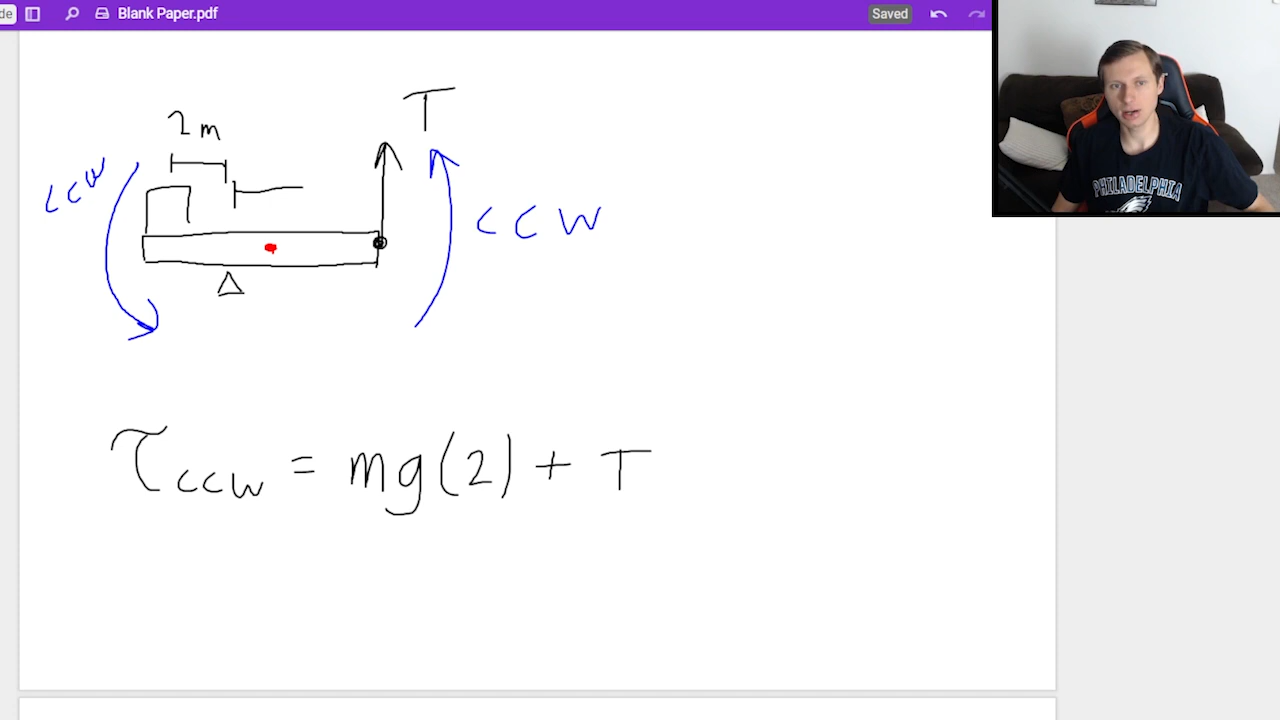 Blank Paper.pdf
Saved
T
2 m
CCW
CCW
PHILADELPHIA
τccw = mg(2) + T